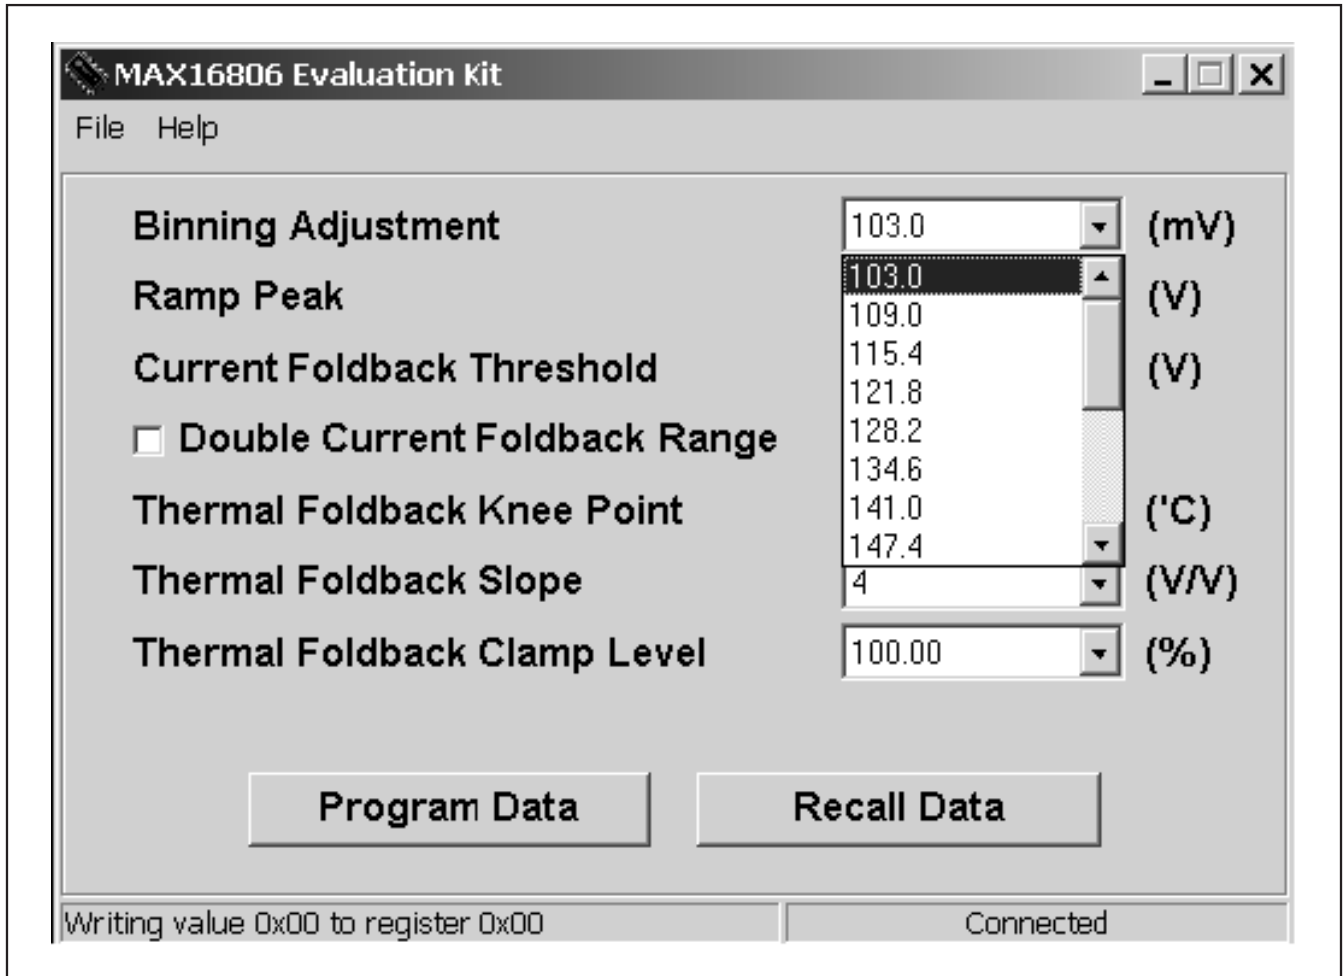 MAX16806 Evaluation Kit
File Help
Binning Adjustment 103.0 (mV)
103.0
Ramp Peak (V)
109.0
115.4
Current Foldback Threshold (V)
121.8
128.2
Double Current Foldback Range
134.6
141.0
Thermal Foldback Knee Point ('C)
147.4
Thermal Foldback Slope 4 (V/V)
Thermal Foldback Clamp Level 100.00 (%)
Program Data Recall Data
Writing value 0x00 to register 0x00 Connected